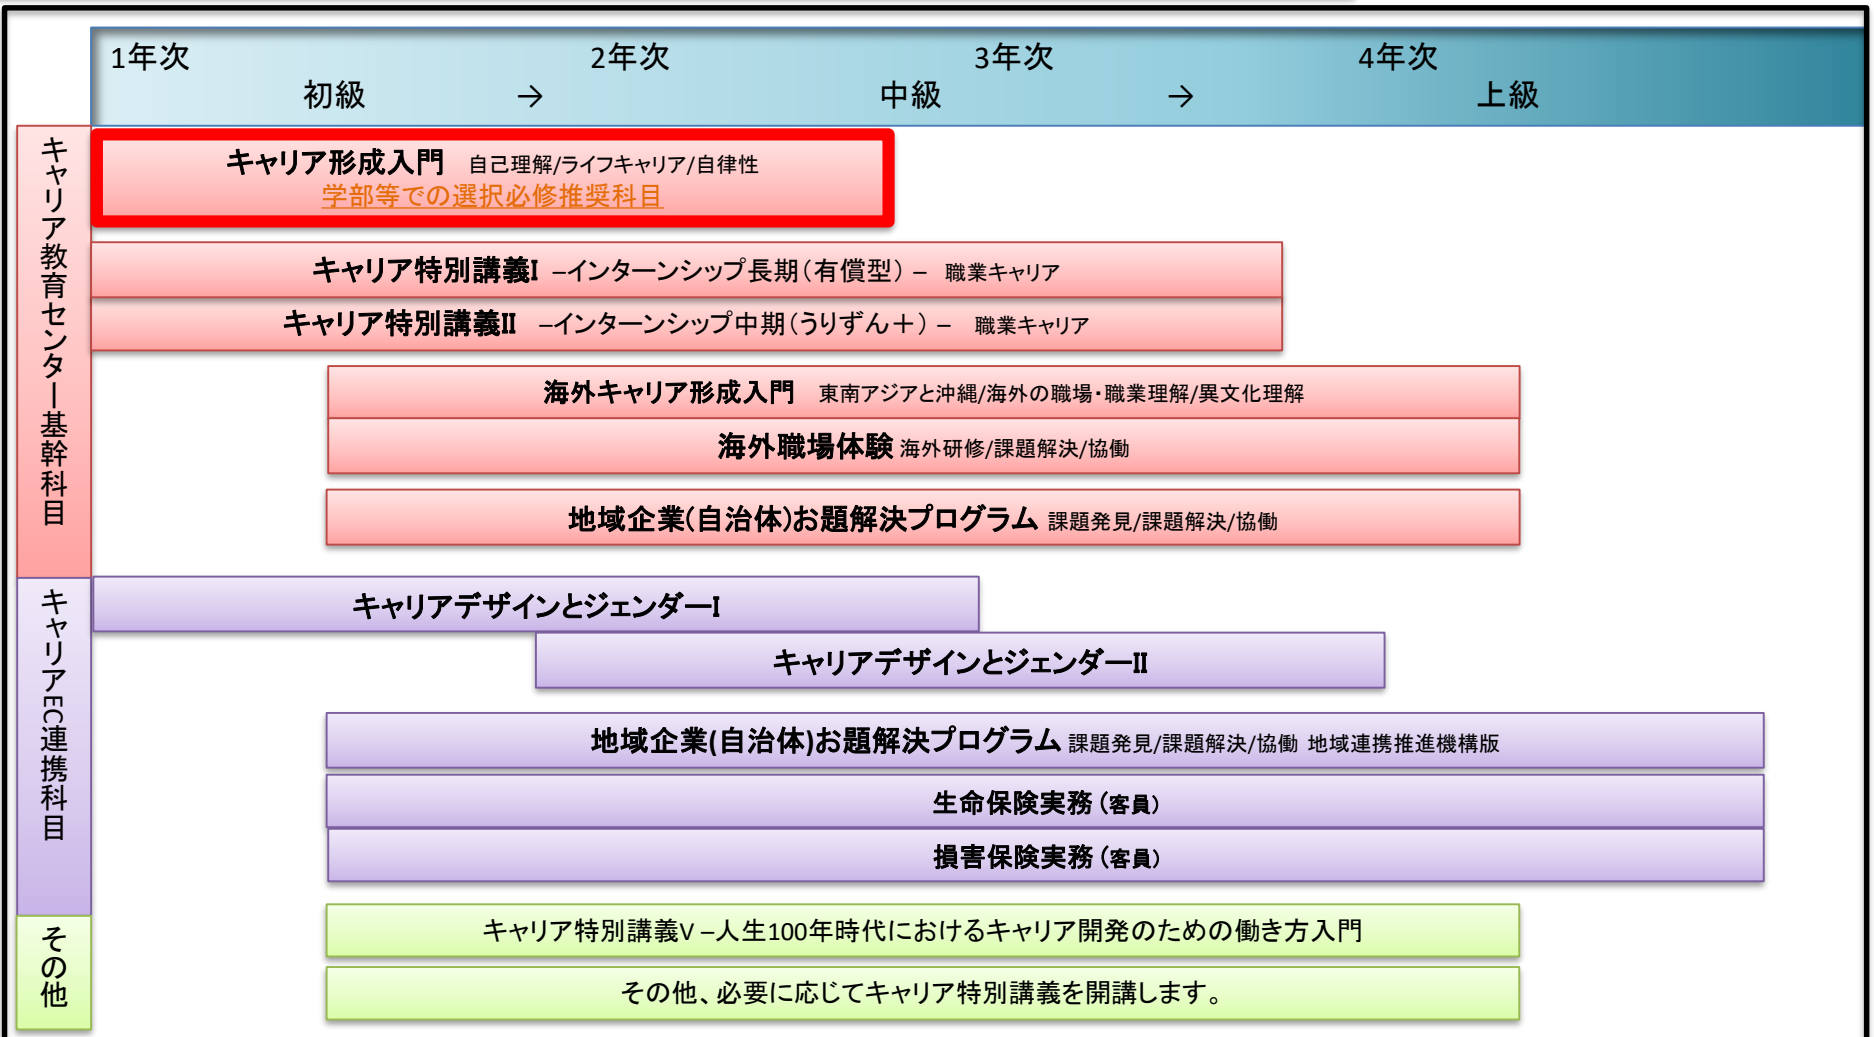 1年次 2年次 3年次 4年次
初級 → 中級 → 上級
キャリア教育センター基幹科目
キャリア形成入門 自己理解/ライフキャリア/自律性
学部等での選択必修推奨科目
キャリア特別講義I –インターンシップ長期(有償型) – 職業キャリア
キャリア特別講義II –インターンシップ中期(うりずん+) – 職業キャリア
海外キャリア形成入門 東南アジアと沖縄/海外の職場・職業理解/異文化理解
海外職場体験 海外研修/課題解決/協働
地域企業(自治体)お題解決プログラム 課題発見/課題解決/協働
キャリアEC連携科目
キャリアデザインとジェンダーI
キャリアデザインとジェンダーII
地域企業(自治体)お題解決プログラム 課題発見/課題解決/協働 地域連携推進機構版
生命保険実務(客員)
損害保険実務(客員)
その他
キャリア特別講義V –人生100年時代におけるキャリア開発のための働き方入門
その他、必要に応じてキャリア特別講義を開講します。